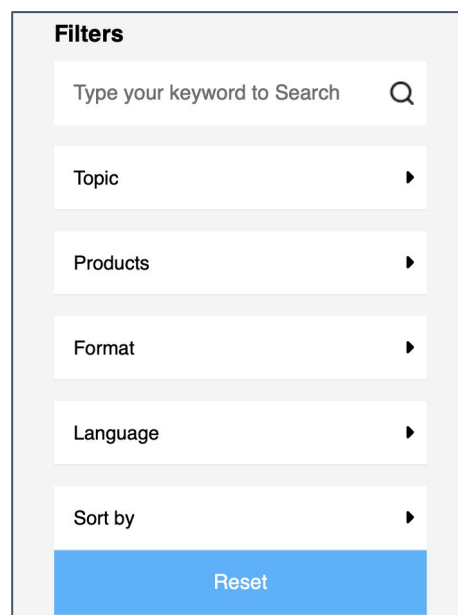 Filters
Type your keyword to Search
Topic
Products
Format
Language
Sort by
Reset